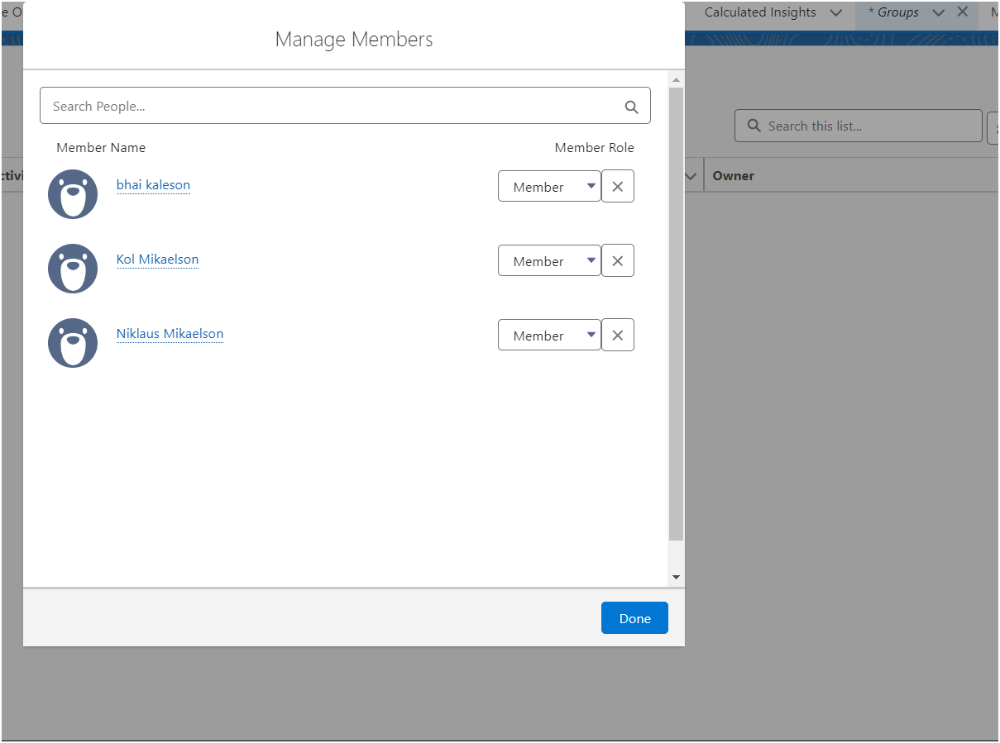 Calculated Insights
* Groups
Manage Members
Search People...
Search this list...
Member Name
Member Role
Owner
bhai kaleson
Member
Kol Mikaelson
Member
Niklaus Mikaelson
Member
Done